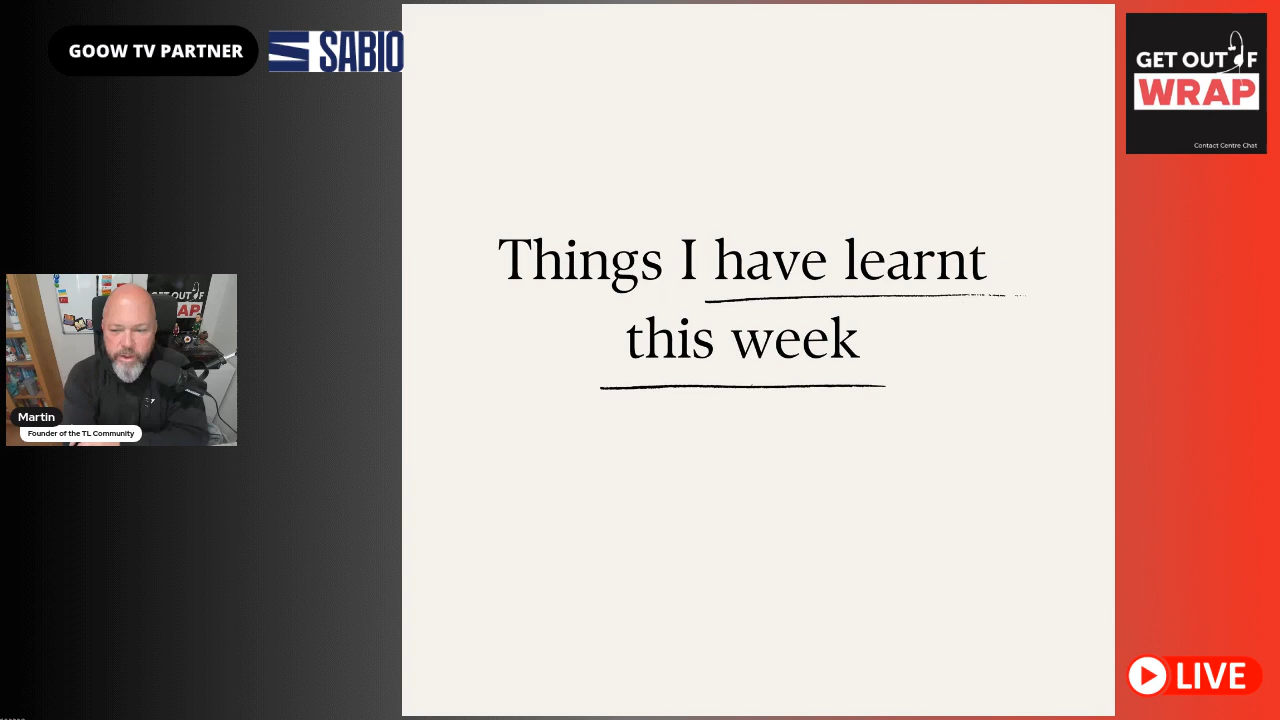 GOOW TV PARTNER
SABIO
GET OUT OF
WRAP
Contact Centre Chat
Things I have learnt
this week
Martin
Founder of the TL Community
LIVE